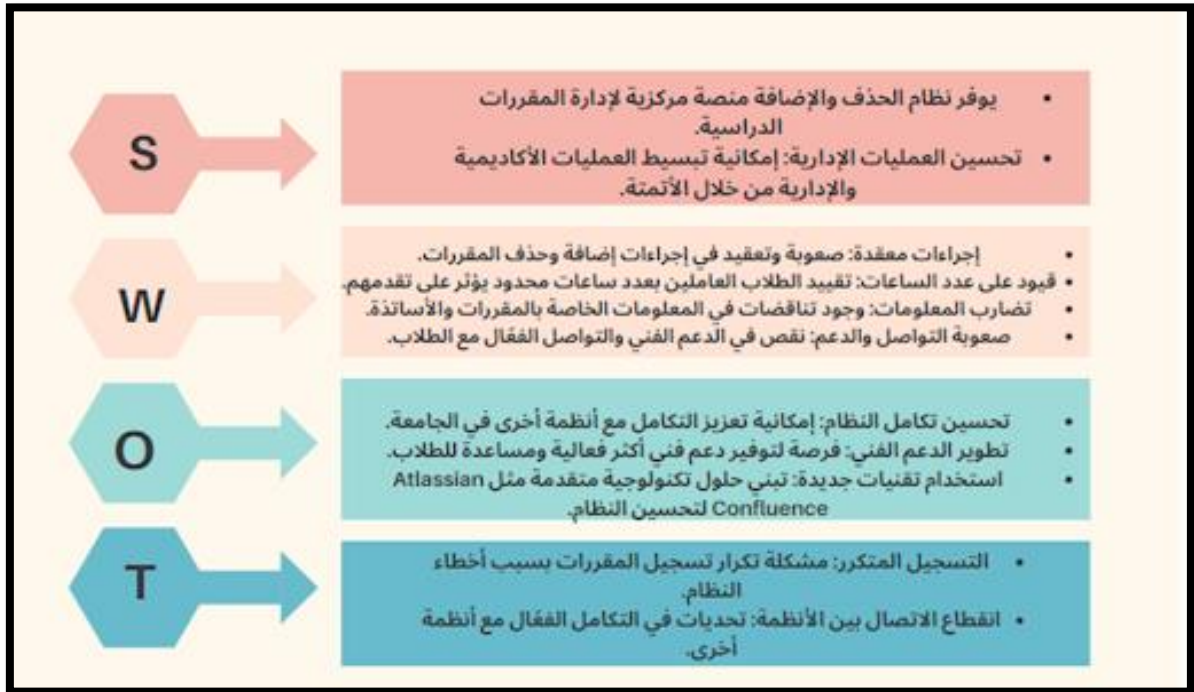 S
• يوفر نظام الحذف والإضافة منصة مركزية لإدارة المقررات
الدراسية.
• تحسين العمليات الإدارية: إمكانية تبسيط العمليات الأكاديمية
والإدارية من خلال الأتمتة.
W
• إجراءات معقدة: صعوبة وتعقيد في إجراءات إضافة وحذف المقررات.
• قيود على عدد الساعات: تقييد الطلاب العاملين بعدد ساعات محدود يؤثر على تقدمهم.
• تضارب المعلومات: وجود تناقضات في المعلومات الخاصة بالمقررات والأساتذة.
• صعوبة التواصل والدعم: نقص في الدعم الفني والتواصل الفعّال مع الطلاب.
O
• تحسين تكامل النظام: إمكانية تعزيز التكامل مع أنظمة أخرى في الجامعة.
• تطوير الدعم الفني: فرصة لتوفير دعم فني أكثر فعالية ومساعدة للطلاب.
• استخدام تقنيات جديدة: تبني حلول تكنولوجية متقدمة مثل Atlassian
Confluence لتحسين النظام.
T
• التسجيل المتكرر: مشكلة تكرار تسجيل المقررات بسبب أخطاء
النظام.
• انقطاع الاتصال بين الأنظمة: تحديات في التكامل الفعّال مع أنظمة
أخرى.